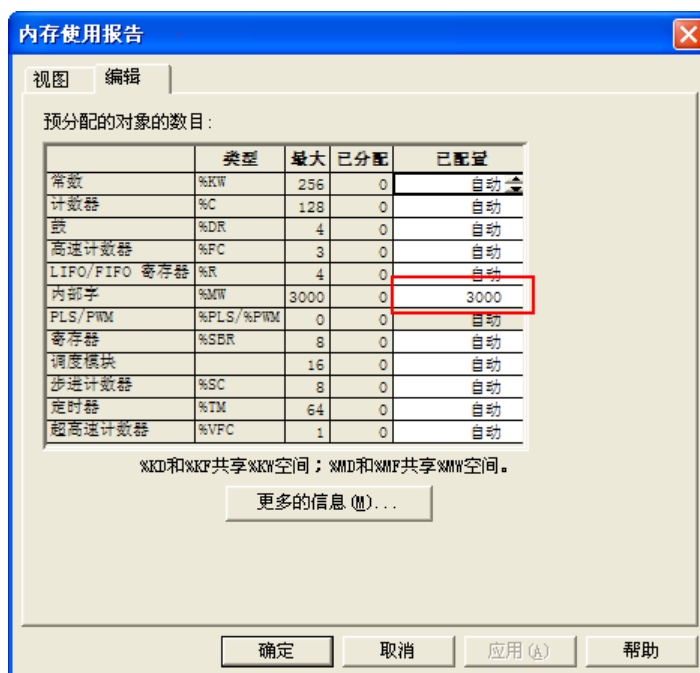 内存使用报告
视图 编辑
预分配的对象的数目:
类型 最大 已分配 已配置
常数 %KW 256 0 自动
计数器 %C 128 0 自动
鼓 %DR 4 0 自动
高速计数器 %FC 3 0 自动
LIFO/FIFO 寄存器 %R 4 0 自动
内部字 %MW 3000 0 3000
PLS/PWM %PLS/%PWM 0 0 自动
寄存器 %SBR 8 0 自动
调度模块 16 0 自动
步进计数器 %SC 8 0 自动
定时器 %TM 64 0 自动
超高速计数器 %VFC 1 0 自动
%KD和%KF共享%KW空间；%MD和%MF共享%MW空间。
更多的信息(M)...
确定 取消 应用(A) 帮助